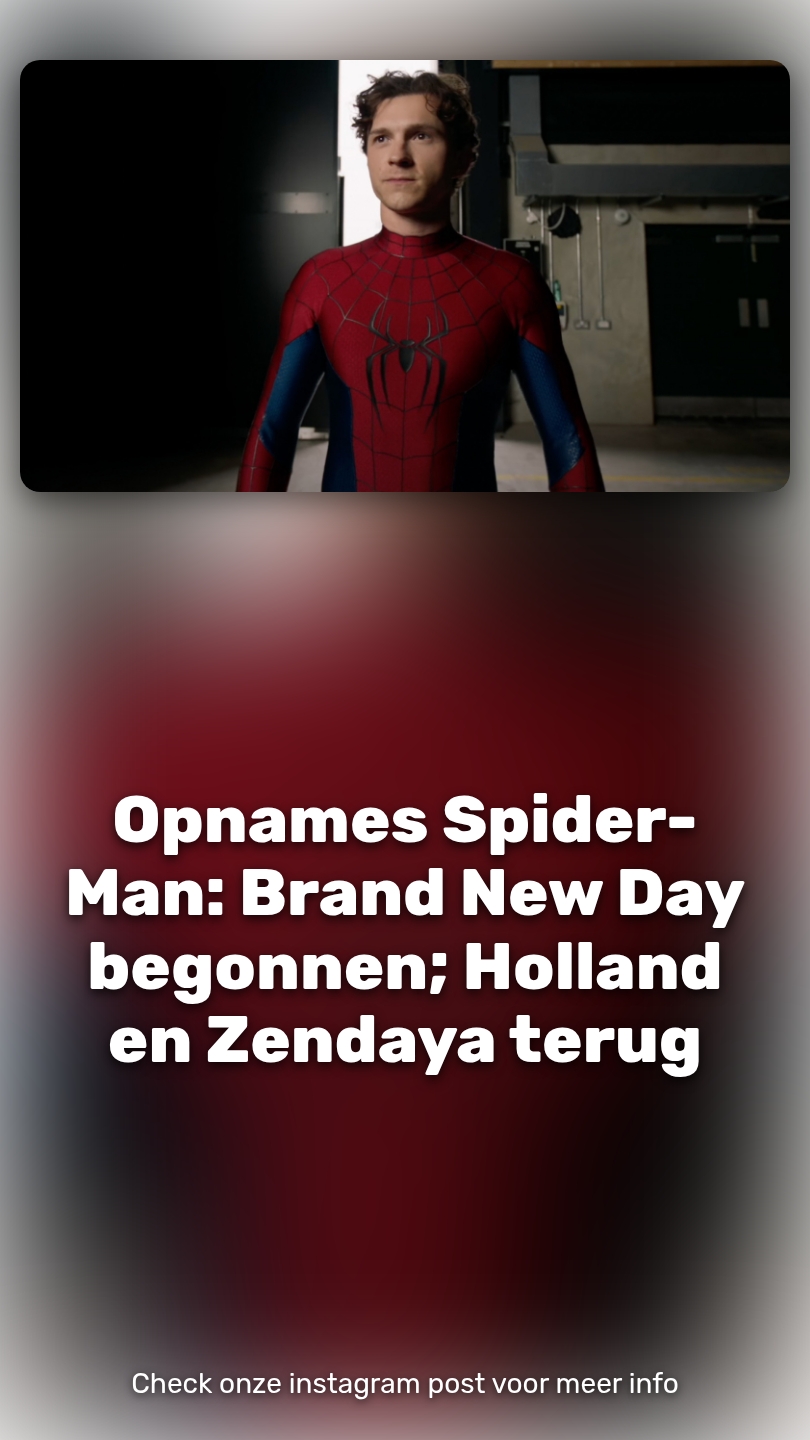 Opnames Spider-
Man: Brand New Day
begonnen; Holland
en Zendaya terug
Check onze instagram post voor meer info